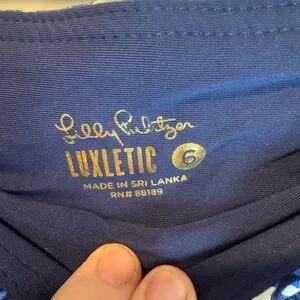 Lilly Pulitzer
LUXLETIC 6
MADE IN SRI LANKA
RN# 86189